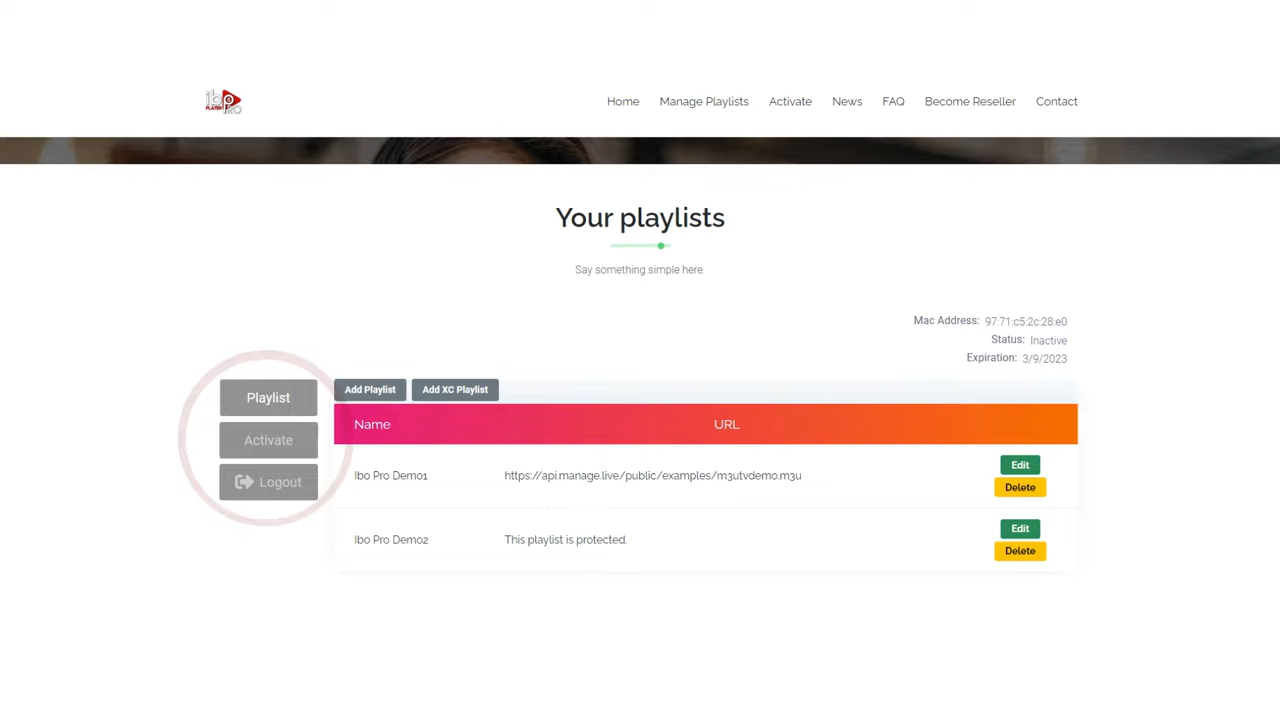 ibp
PLAYER PRO
Home Manage Playlists Activate News FAQ Become Reseller Contact
Your playlists
Say something simple here.
Mac Address: 97:71:c5:2c:28:e0
Status: Inactive
Expiration: 3/9/2023
Playlist
Activate
Logout
Add Playlist Add XC Playlist
Name URL
Ibo Pro Demo1 https://api.manage.live/public/examples/m3utvdemo.m3u Edit
Delete
Ibo Pro Demo2 This playlist is protected. Edit
Delete